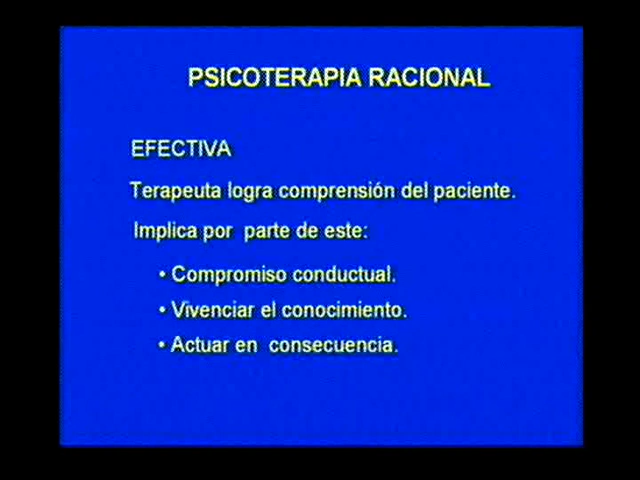 PSICOTERAPIA RACIONAL
EFECTIVA
Terapeuta logra comprensión del paciente.
Implica por parte de este:
• Compromiso conductual.
• Vivenciar el conocimiento.
• Actuar en consecuencia.